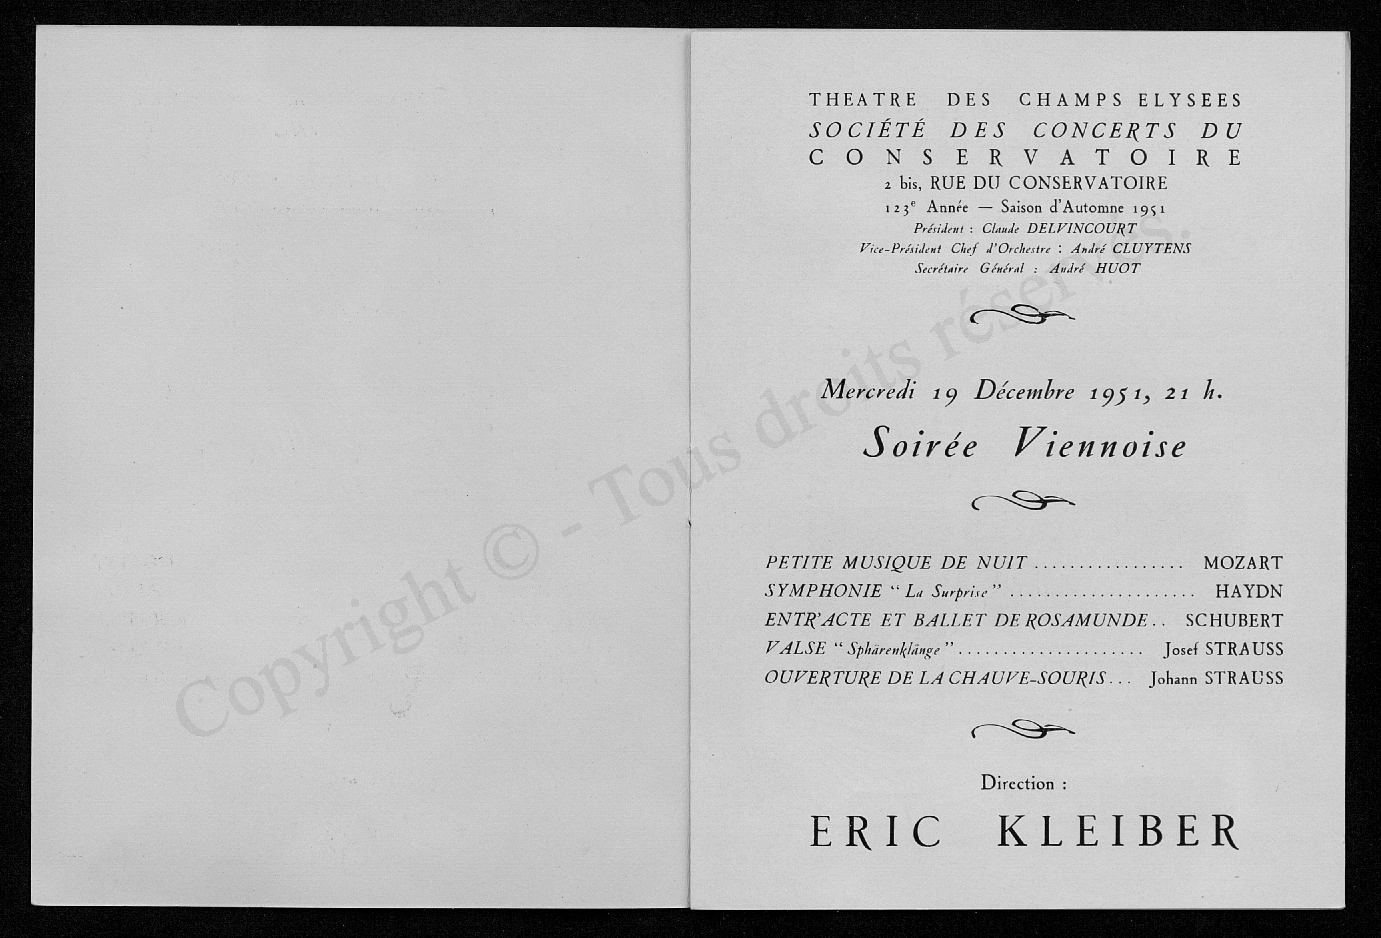 THEATRE DES CHAMPS ELYSEES
SOCIÉTÉ DES CONCERTS DU
CONSERVATOIRE
2 bis, RUE DU CONSERVATOIRE
123e Année — Saison d'Automne 1951
Président : Claude DELVINCOURT
Vice-Président Chef d'Orchestre : André CLUYTENS
Secrétaire Général : André HUOT
Mercredi 19 Décembre 1951, 21 h.
Soirée Viennoise
PETITE MUSIQUE DE NUIT ................. MOZART
SYMPHONIE “ La Surprise ” ..................... HAYDN
ENTR'ACTE ET BALLET DE ROSAMUNDE .. SCHUBERT
VALSE “ Sphärenklänge ” ..................... Josef STRAUSS
OUVERTURE DE LA CHAUVE-SOURIS ... Johann STRAUSS
Direction :
ERIC KLEIBER
Copyright © - Tous droits réservés.